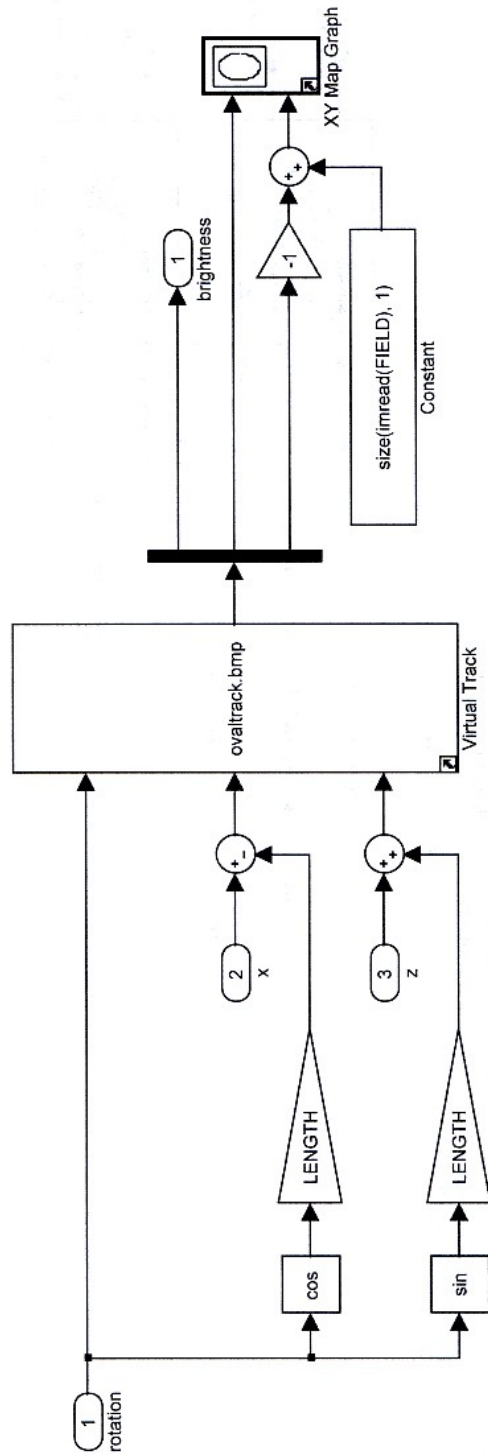 1
rotation
cos
LENGTH
sin
LENGTH
2
x
+
−
3
z
+
+
ovaltrack.bmp
Virtual Track
1
brightness
-1
+
+
size(imread(FIELD), 1)
Constant
XY Map Graph